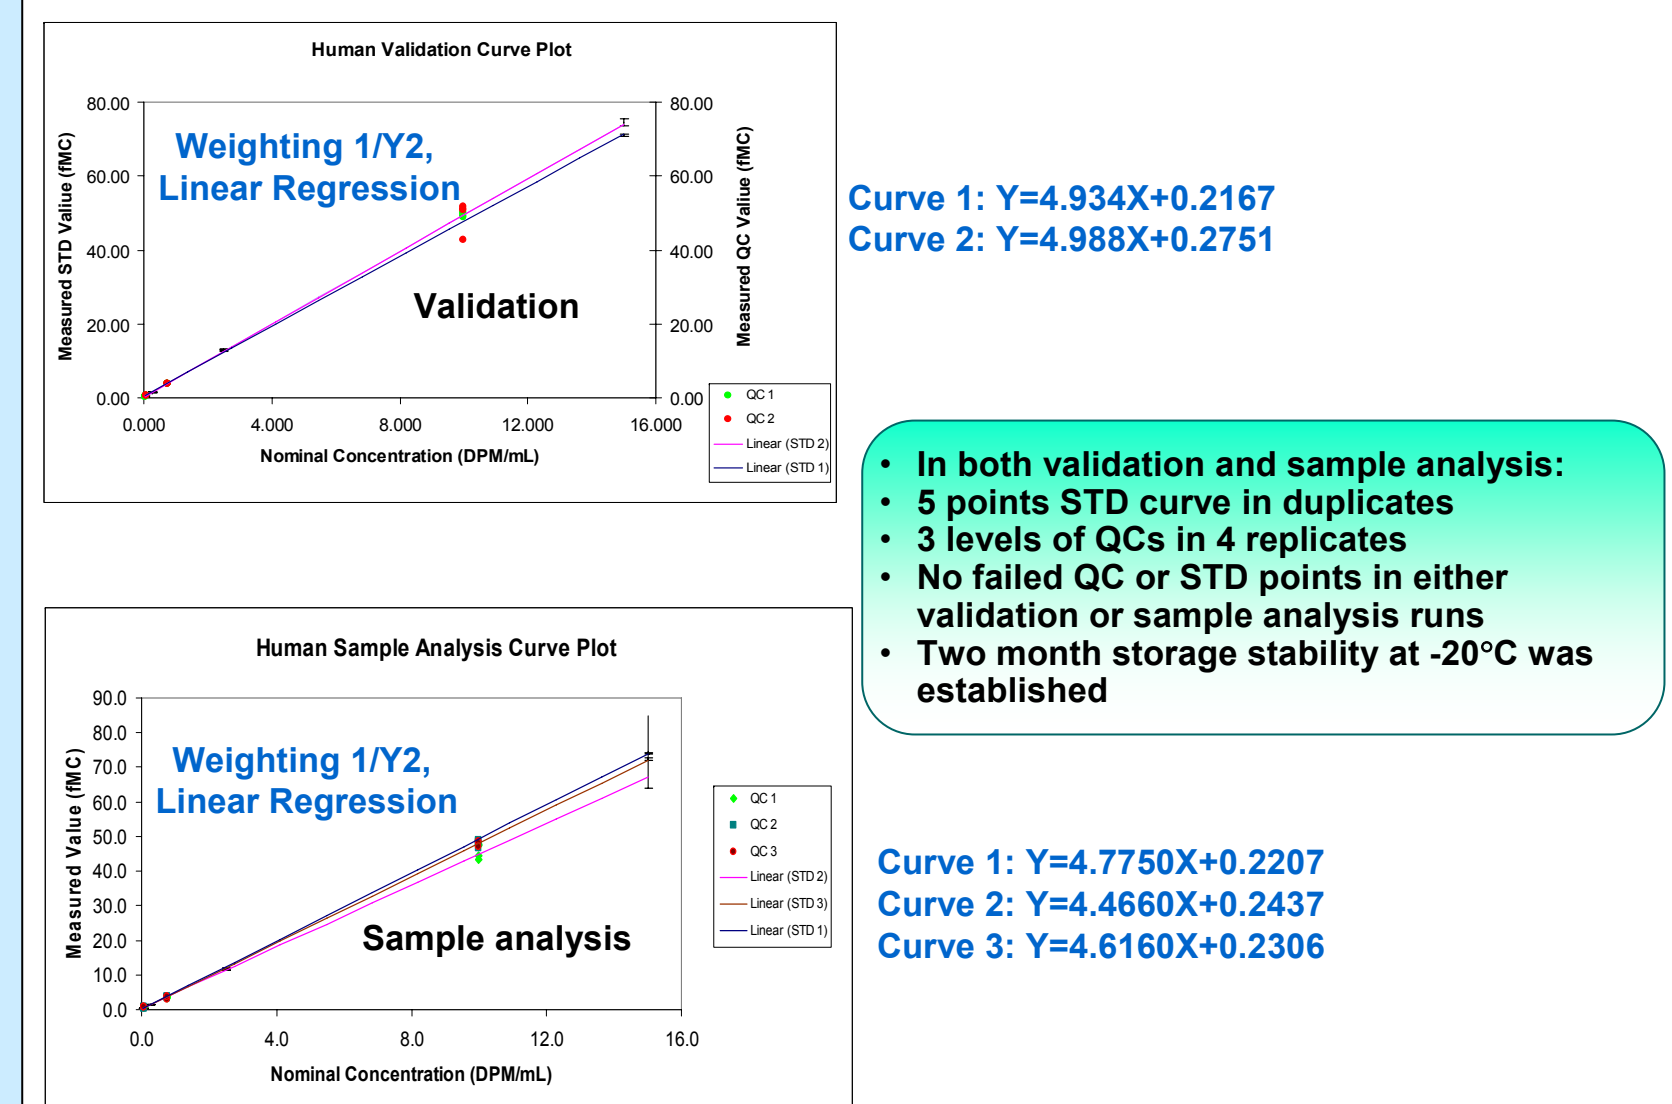 Human Validation Curve Plot
80.00
60.00
40.00
20.00
0.00
80.00
60.00
40.00
20.00
0.00
Measured STD Valiue (fMC)
Measured QC Valiue (fMC)
Weighting 1/Y2,
Linear Regression
Validation
0.000 4.000 8.000 12.000 16.000
Nominal Concentration (DPM/mL)
QC 1
QC 2
Linear (STD 2)
Linear (STD 1)
Curve 1: Y=4.934X+0.2167
Curve 2: Y=4.988X+0.2751
• In both validation and sample analysis:
• 5 points STD curve in duplicates
• 3 levels of QCs in 4 replicates
• No failed QC or STD points in either
validation or sample analysis runs
• Two month storage stability at -20°C was
established
Human Sample Analysis Curve Plot
90.0
80.0
70.0
60.0
50.0
40.0
30.0
20.0
10.0
0.0
Measured Value (fMC)
Weighting 1/Y2,
Linear Regression
Sample analysis
0.0 4.0 8.0 12.0 16.0
Nominal Concentration (DPM/mL)
QC 1
QC 2
QC 3
Linear (STD 2)
Linear (STD 3)
Linear (STD 1)
Curve 1: Y=4.7750X+0.2207
Curve 2: Y=4.4660X+0.2437
Curve 3: Y=4.6160X+0.2306